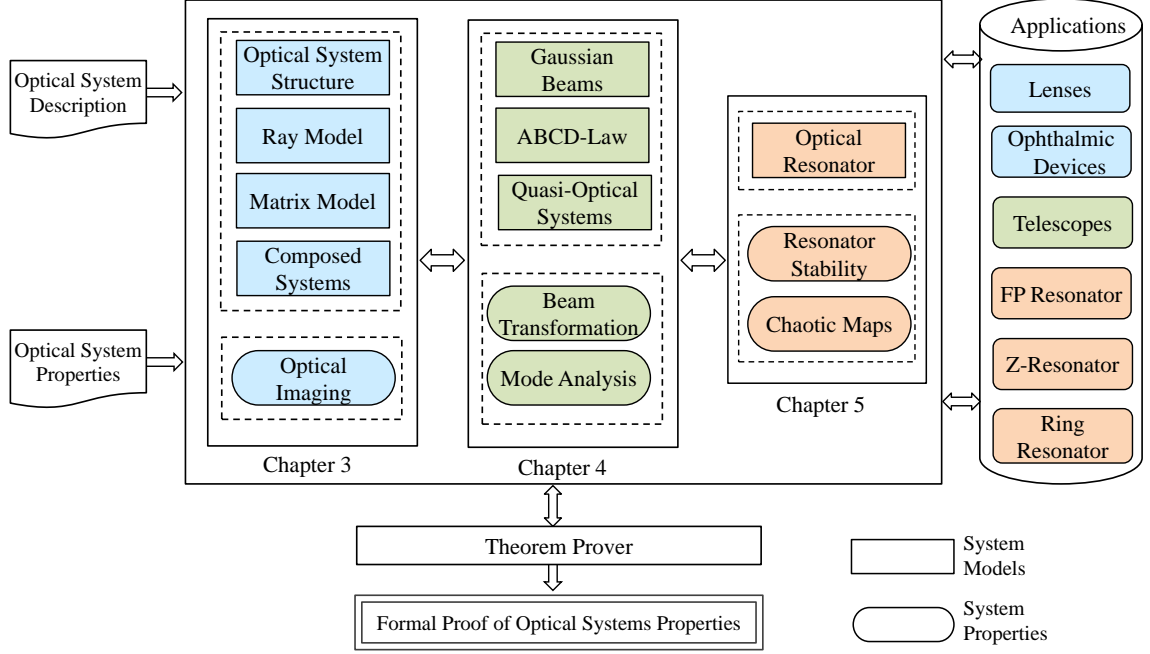 Optical System
Description
Optical System
Properties
Optical System
Structure
Ray Model
Matrix Model
Composed
Systems
Optical
Imaging
Chapter 3
Gaussian
Beams
ABCD-Law
Quasi-Optical
Systems
Beam
Transformation
Mode Analysis
Chapter 4
Optical
Resonator
Resonator
Stability
Chaotic Maps
Chapter 5
Applications
Lenses
Ophthalmic
Devices
Telescopes
FP Resonator
Z-Resonator
Ring
Resonator
Theorem Prover
Formal Proof of Optical Systems Properties
System
Models
System
Properties